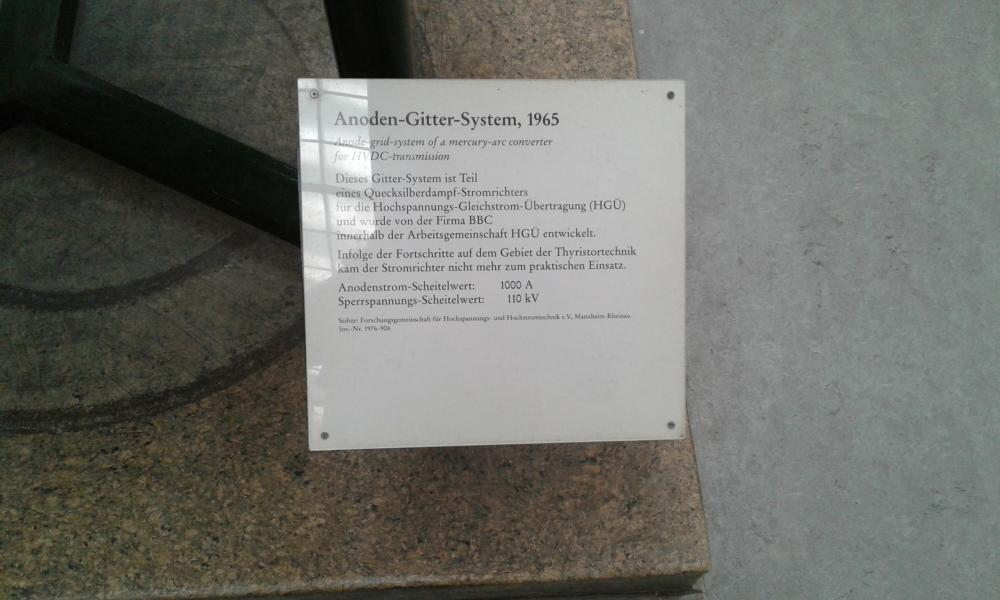 Anoden-Gitter-System, 1965
Anode-grid-system of a mercury-arc converter
for HVDC-transmission
Dieses Gitter-System ist Teil
eines Quecksilberdampf-Stromrichters
für die Hochspannungs-Gleichstrom-Übertragung (HGÜ)
und wurde von der Firma BBC
innerhalb der Arbeitsgemeinschaft HGÜ entwickelt.
Infolge der Fortschritte auf dem Gebiet der Thyristortechnik
kam der Stromrichter nicht mehr zum praktischen Einsatz.
Anodenstrom-Scheitelwert: 1000 A
Sperrspannungs-Scheitelwert: 110 kV
Stifter: Forschungsgemeinschaft für Hochspannungs- und Hochstromtechnik e.V., Mannheim-Rheinau.
Inv.-Nr. 1976-906